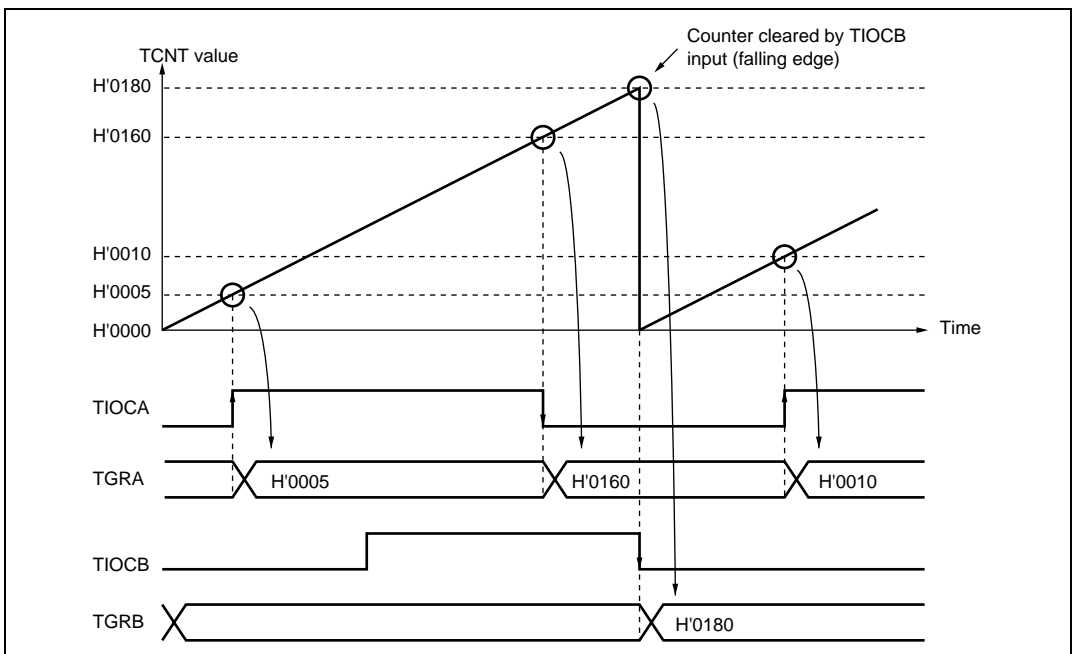 Counter cleared by TIOCB
input (falling edge)
TCNT value
H'0180
H'0160
H'0010
H'0005
H'0000
Time
TIOCA
TGRA
H'0005
H'0160
H'0010
TIOCB
TGRB
H'0180